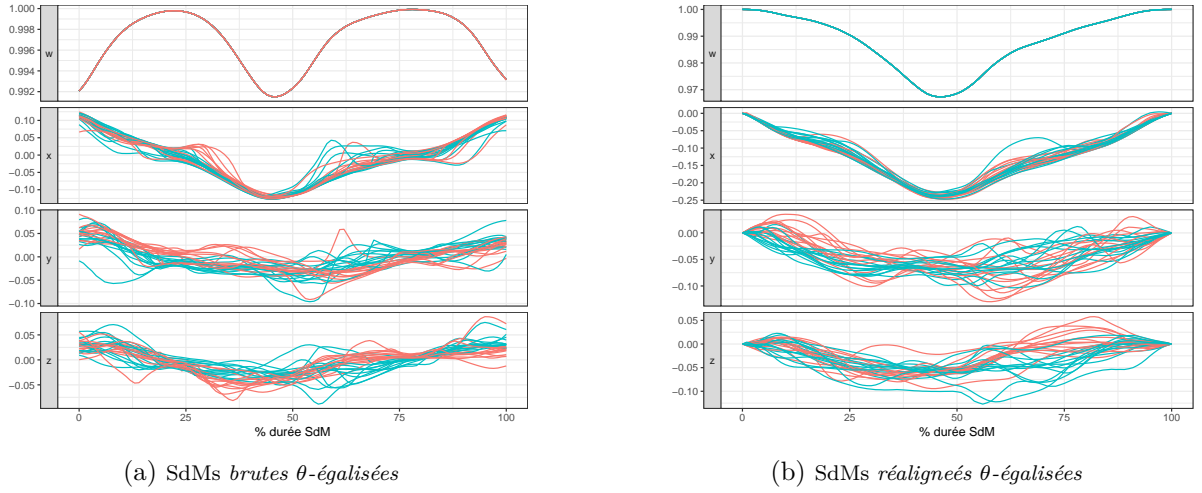 1.000
0.998
0.996
0.994
0.992
w
0.10
0.05
0.00
−0.05
−0.10
x
0.10
0.05
0.00
−0.05
−0.10
y
0.05
0.00
−0.05
z
0 25 50 75 100
% durée SdM
(a) SdMs brutes θ-égalisées
1.00
0.99
0.98
0.97
w
0.00
−0.05
−0.10
−0.15
−0.20
−0.25
x
0.00
−0.05
−0.10
y
0.05
0.00
−0.05
−0.10
z
0 25 50 75 100
% durée SdM
(b) SdMs réaligneés θ-égalisées